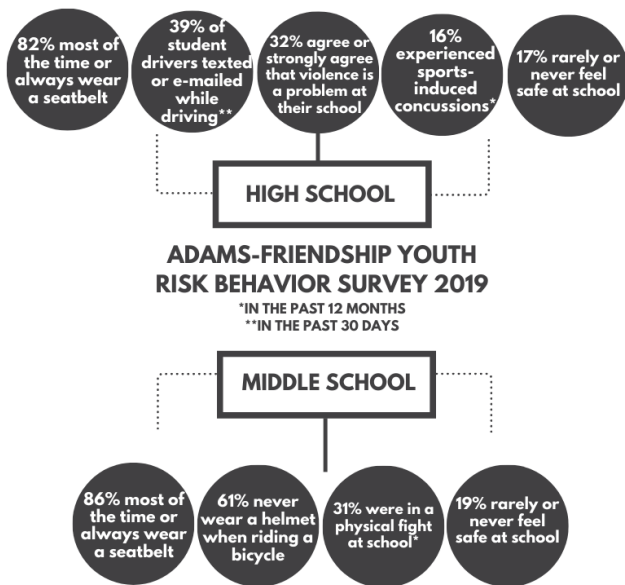 82% most of
the time or
always wear
a seatbelt
39% of
student
drivers texted
or e-mailed
while
driving**
32% agree or
strongly agree
that violence is
a problem at
their school
16%
experienced
sports-
induced
concussions*
17% rarely or
never feel
safe at school
HIGH SCHOOL
ADAMS-FRIENDSHIP YOUTH
RISK BEHAVIOR SURVEY 2019
*IN THE PAST 12 MONTHS
**IN THE PAST 30 DAYS
MIDDLE SCHOOL
86% most of
the time or
always wear
a seatbelt
61% never
wear a helmet
when riding a
bicycle
31% were in a
physical fight
at school*
19% rarely or
never feel
safe at school